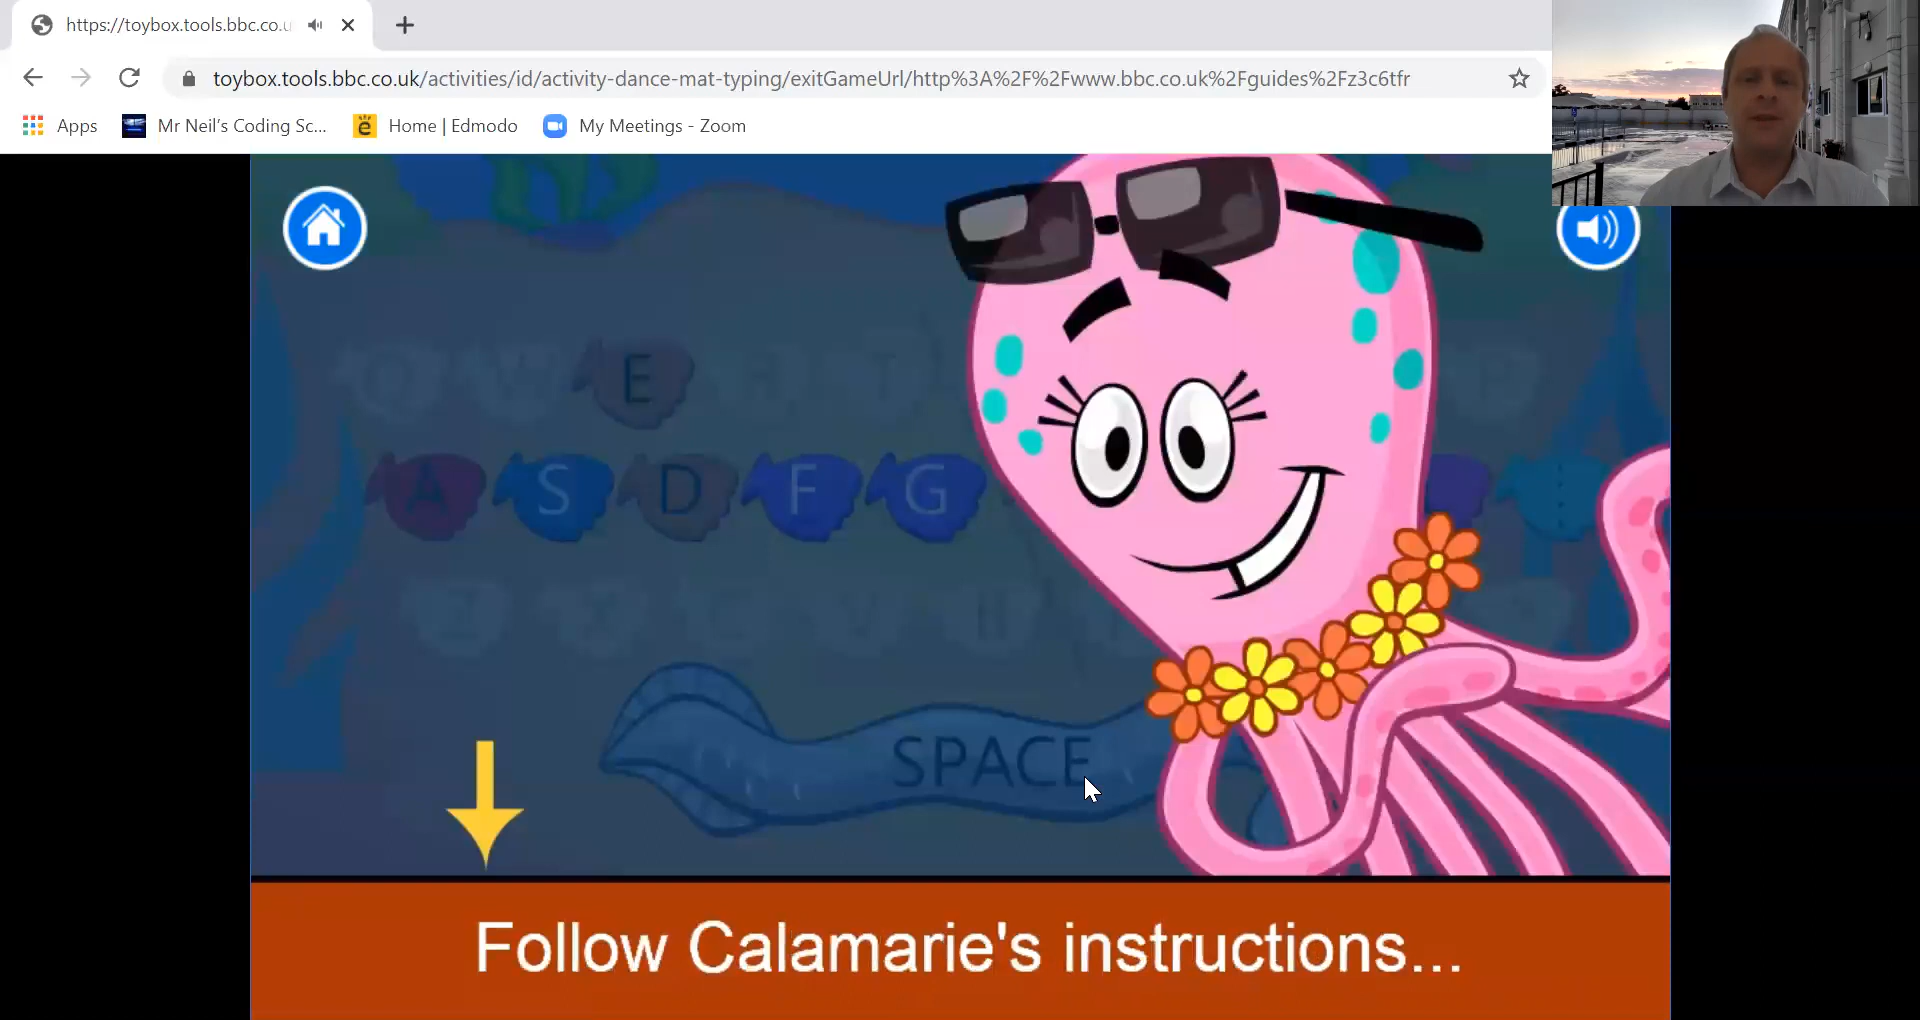 https://toybox.tools.bbc.co.u
toybox.tools.bbc.co.uk/activities/id/activity-dance-mat-typing/exitGameUrl/http%3A%2F%2Fwww.bbc.co.uk%2Fguides%2Fz3c6tfr
Apps Mr Neil's Coding Sc... Home | Edmodo My Meetings - Zoom
Q W E R T P
A S D F G ;
Z X C V B
SPACE
Follow Calamarie's instructions...